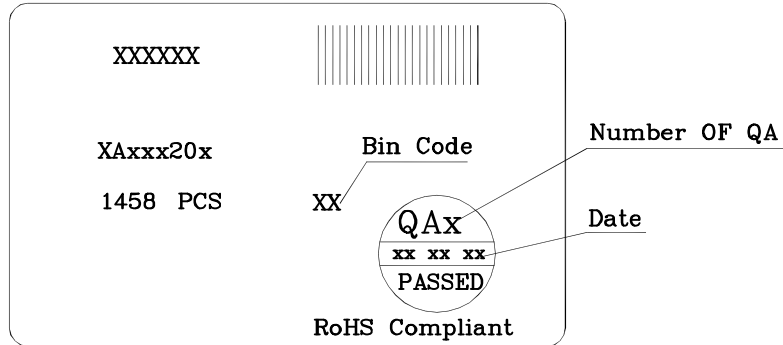 XXXXXX
XAxxx20x
1458 PCS
Bin Code
XX
Number OF QA
QAx
xx xx xx
Date
PASSED
RoHS Compliant